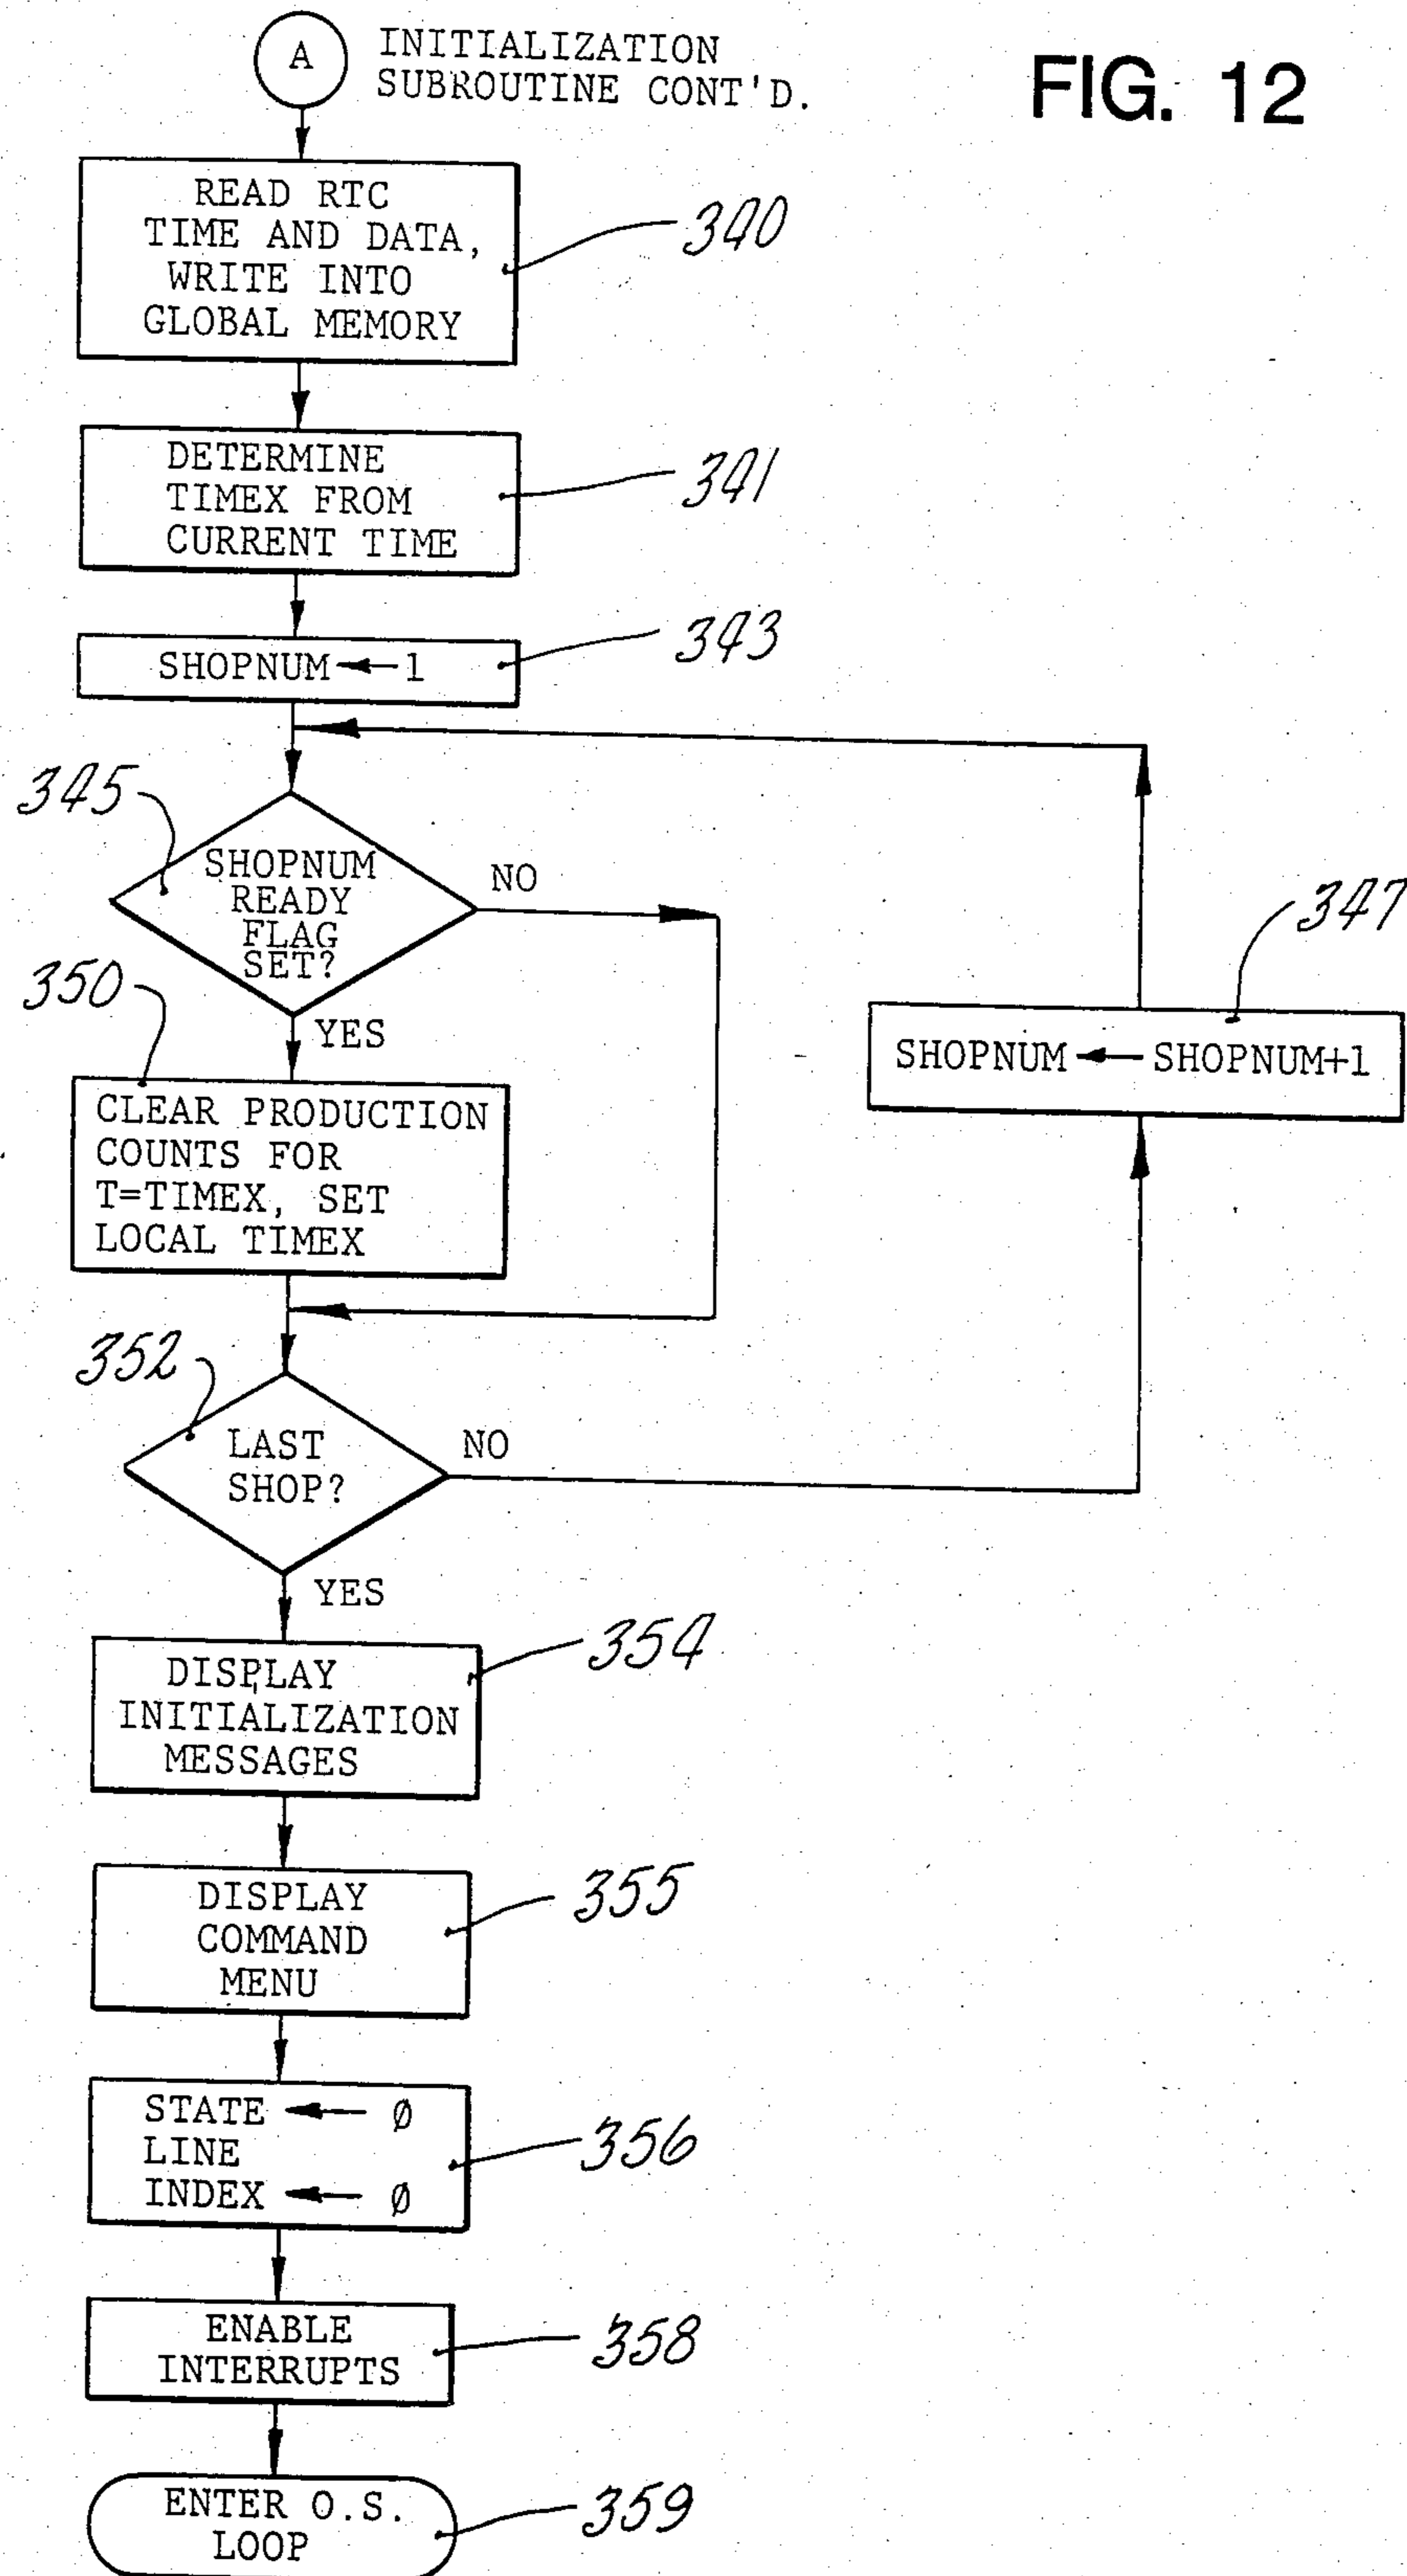 A
INITIALIZATION
SUBROUTINE CONT'D.
FIG. 12
READ RTC
TIME AND DATA,
WRITE INTO
GLOBAL MEMORY
340
DETERMINE
TIMEX FROM
CURRENT TIME
341
SHOPNUM ← 1
343
345
SHOPNUM
READY
FLAG
SET?
NO
347
350
YES
SHOPNUM ← SHOPNUM+1
CLEAR PRODUCTION
COUNTS FOR
T=TIMEX, SET
LOCAL TIMEX
352
LAST
SHOP?
NO
YES
354
DISPLAY
INITIALIZATION
MESSAGES
355
DISPLAY
COMMAND
MENU
STATE ← Ø
LINE
INDEX ← Ø
356
ENABLE
INTERRUPTS
358
ENTER O.S.
LOOP
359